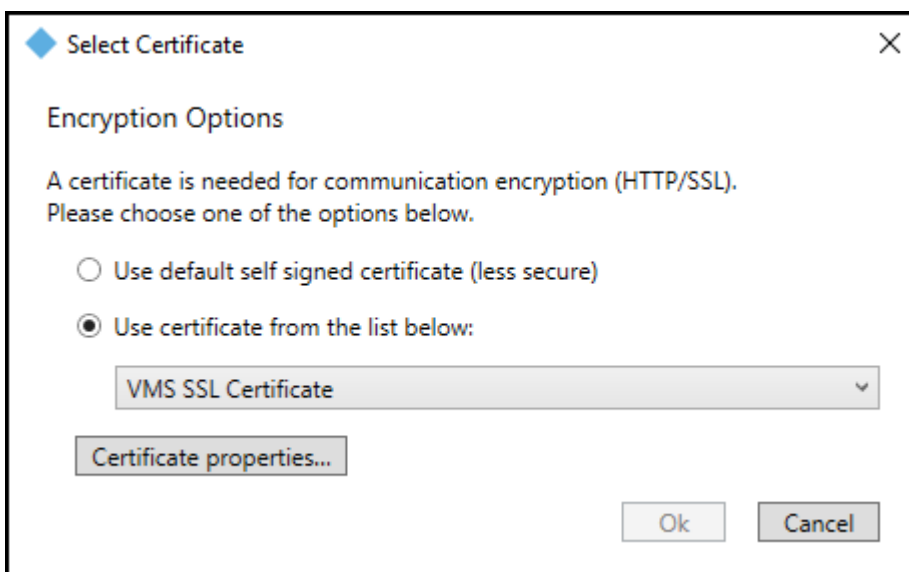 Select Certificate
Encryption Options
A certificate is needed for communication encryption (HTTP/SSL).
Please choose one of the options below.
Use default self signed certificate (less secure)
Use certificate from the list below:
VMS SSL Certificate
Certificate properties...
Ok Cancel